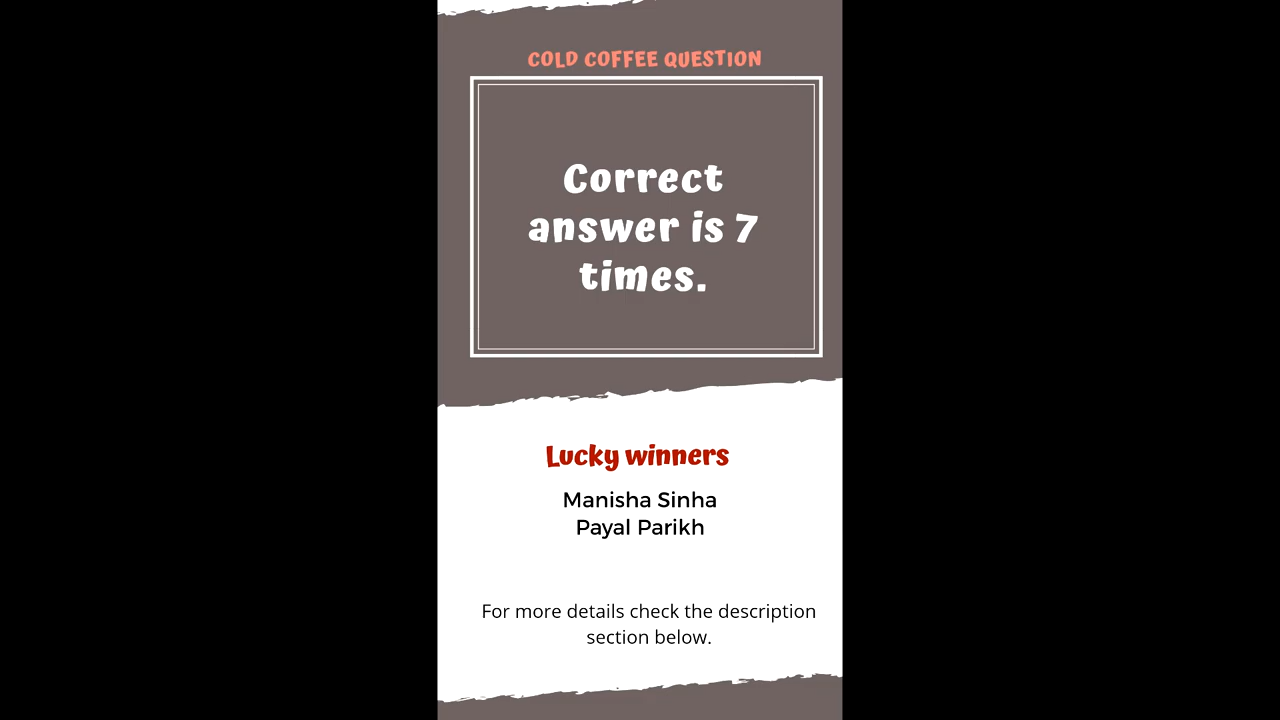 COLD COFFEE QUESTION
Correct
answer is 7
times.
Lucky winners
Manisha Sinha
Payal Parikh
For more details check the description
section below.